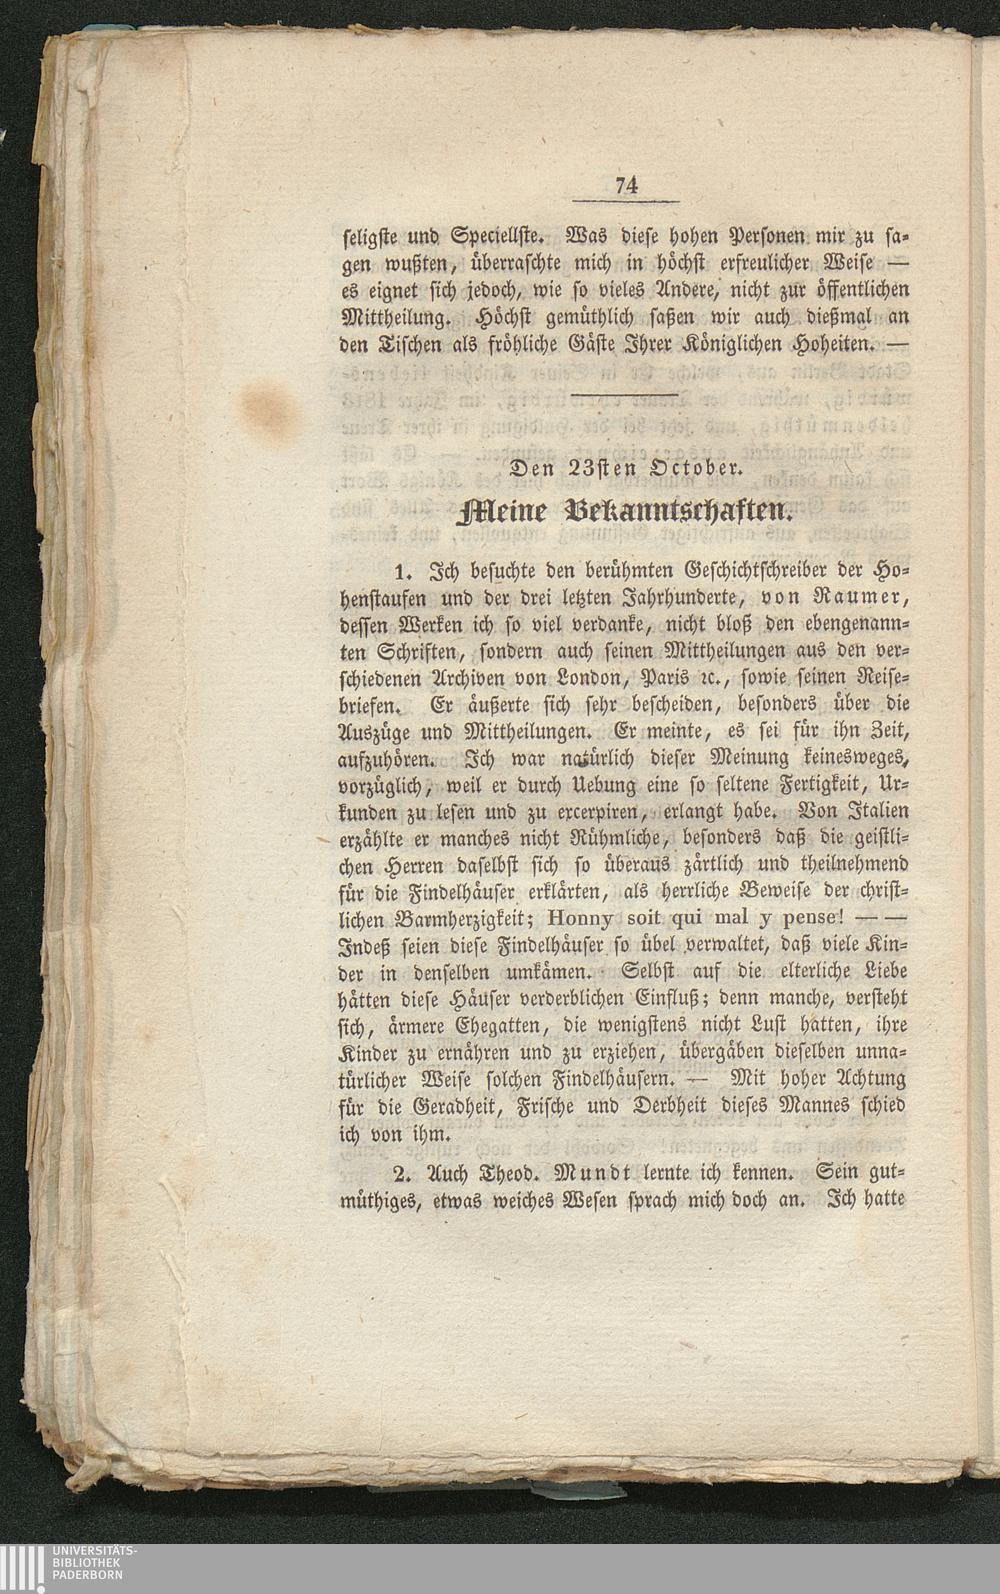 74
seligste und Speciellste. Was diese hohen Personen mir zu sa-
gen wußten, überraschte mich in höchst erfreulicher Weise —
es eignet sich jedoch, wie so vieles Andere, nicht zur öffentlichen
Mittheilung. Höchst gemüthlich saßen wir auch dießmal an
den Tischen als fröhliche Gäste Ihrer Königlichen Hoheiten. —
Den 23sten October.
Meine Bekanntschaften.
1. Ich besuchte den berühmten Geschichtschreiber der Ho-
henstaufen und der drei letzten Jahrhunderte, von Raumer,
dessen Werken ich so viel verdanke, nicht bloß den ebengenann-
ten Schriften, sondern auch seinen Mittheilungen aus den ver-
schiedenen Archiven von London, Paris ꝛc., sowie seinen Reise-
briefen. Er äußerte sich sehr bescheiden, besonders über die
Auszüge und Mittheilungen. Er meinte, es sei für ihn Zeit,
aufzuhören. Ich war natürlich dieser Meinung keinesweges,
vorzüglich, weil er durch Uebung eine so seltene Fertigkeit, Ur-
kunden zu lesen und zu excerpiren, erlangt habe. Von Italien
erzählte er manches nicht Rühmliche, besonders daß die geistli-
chen Herren daselbst sich so überaus zärtlich und theilnehmend
für die Findelhäuser erklärten, als herrliche Beweise der christ-
lichen Barmherzigkeit; Honny soit qui mal y pense! — —
Indeß seien diese Findelhäuser so übel verwaltet, daß viele Kin-
der in denselben umkämen. Selbst auf die elterliche Liebe
hätten diese Häuser verderblichen Einfluß; denn manche, versteht
sich, ärmere Ehegatten, die wenigstens nicht Lust hatten, ihre
Kinder zu ernähren und zu erziehen, übergäben dieselben unna-
türlicher Weise solchen Findelhäusern. — Mit hoher Achtung
für die Geradheit, Frische und Derbheit dieses Mannes schied
ich von ihm.
2. Auch Theod. Mundt lernte ich kennen. Sein gut-
müthiges, etwas weiches Wesen sprach mich doch an. Ich hatte
UNIVERSITÄTS-
BIBLIOTHEK
PADERBORN